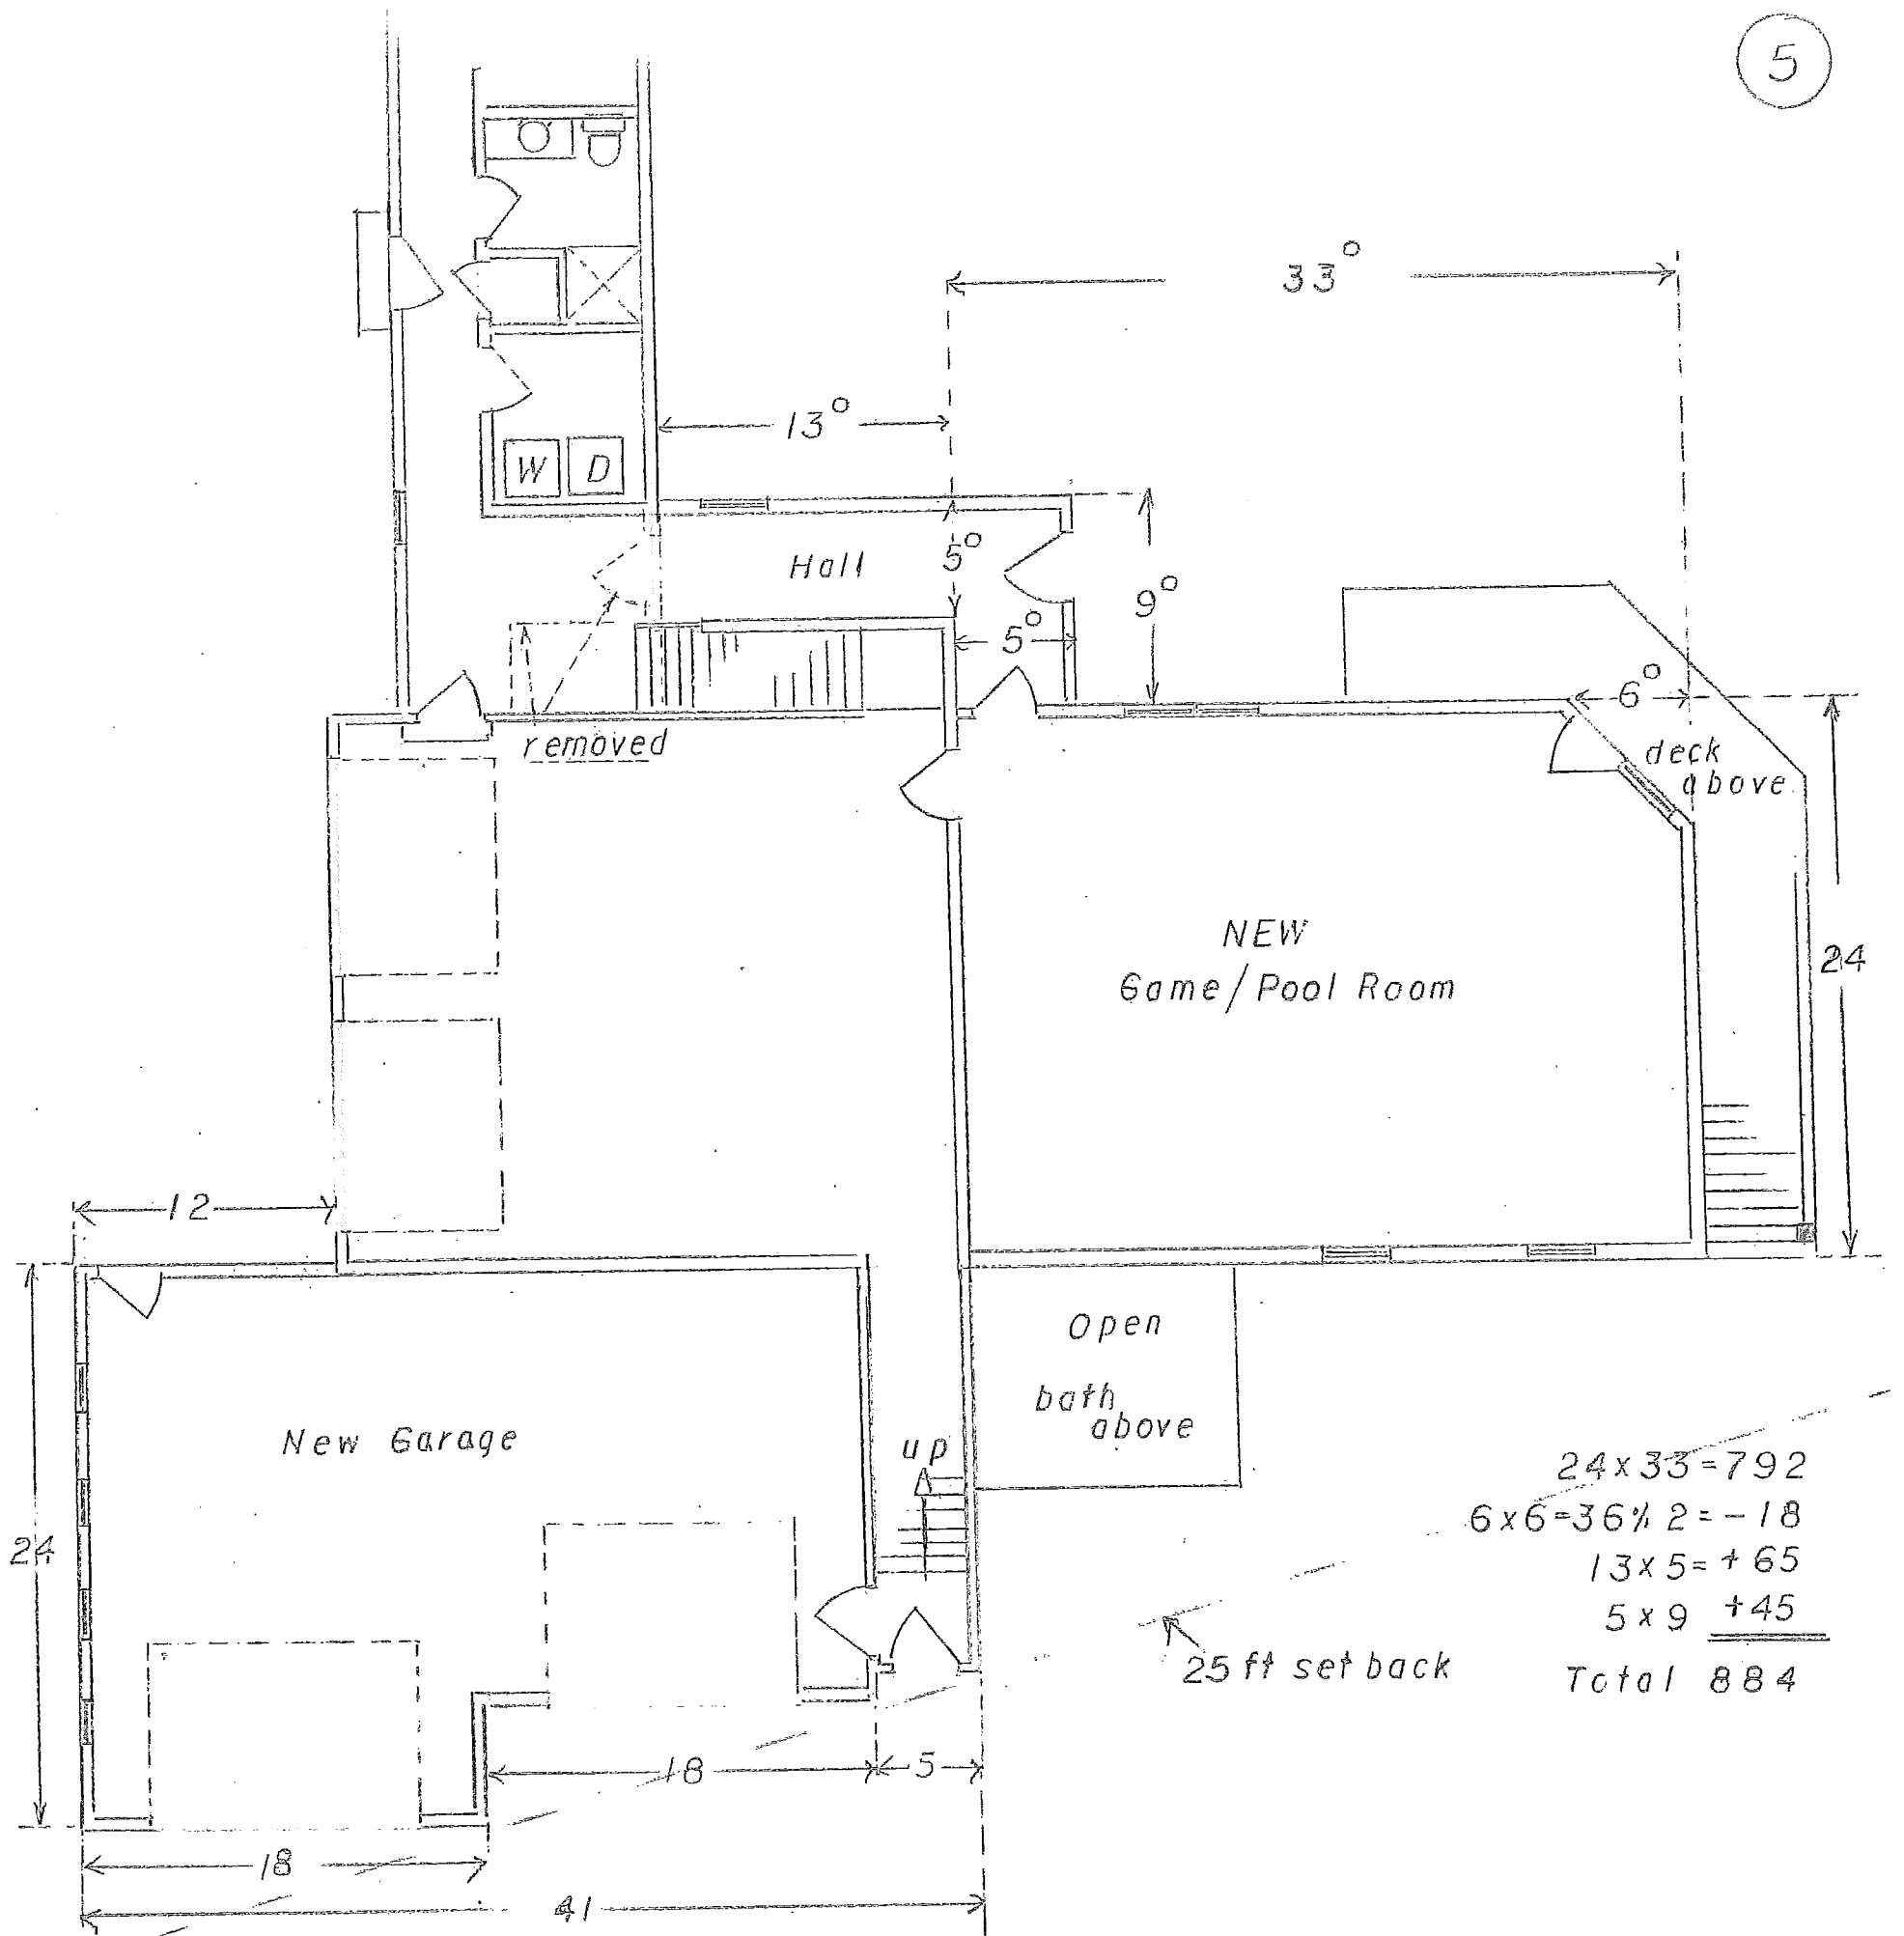 5
33°
13°
W D
Hall
5°
9°
5°
6°
removed
deck
above
NEW
Game/Pool Room
24
12
Open
bath
above
New Garage
up
24
24x33=792
6x6=36% 2=-18
13x5=+65
5x9 +45
Total 884
25 ft set back
18
5
18
41